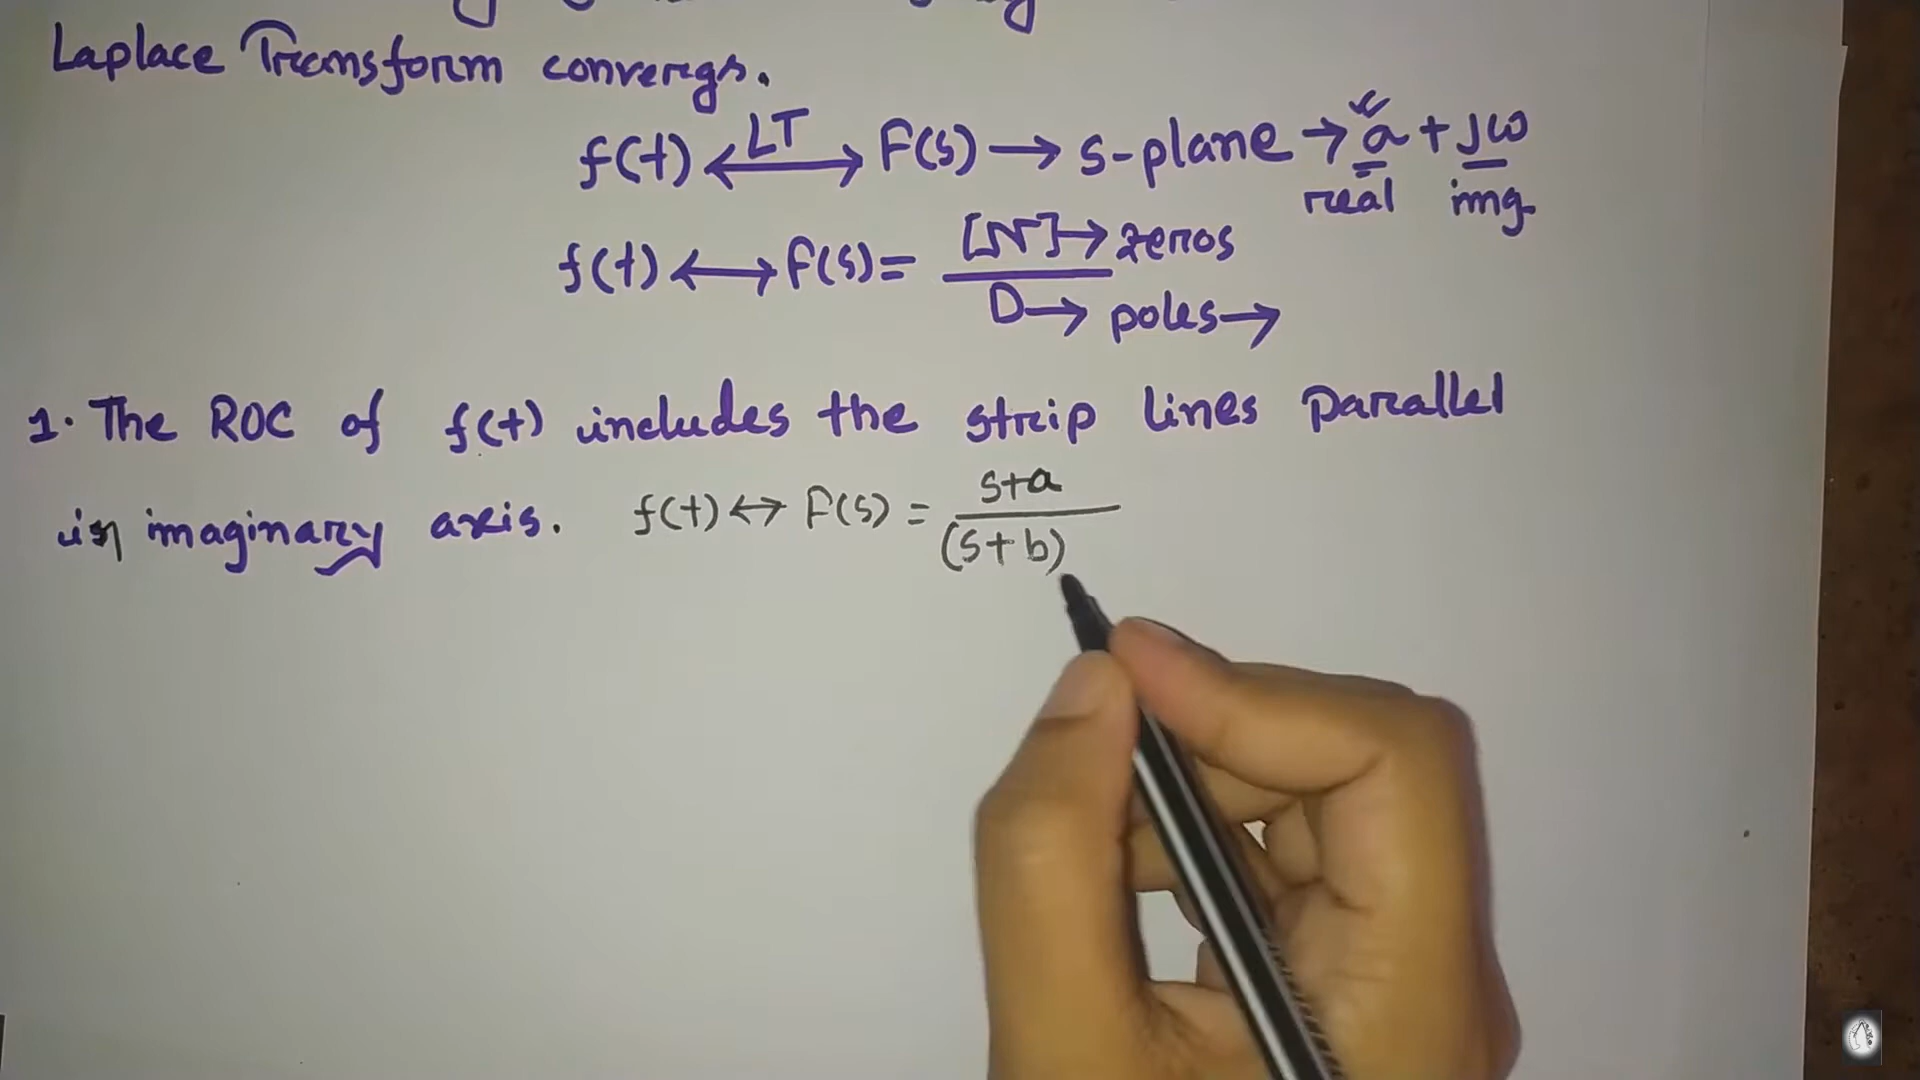 Laplace Transform convergs.
f(t) ⟷ LT F(s) → s-plane → a + jω
real img.
f(t) ⟷ F(s) = [N] → zeros
D → poles →
1. The ROC of f(t) includes the strip lines parallel
in imaginary axis. f(t) ↔ F(s) = s+a
(s+b)